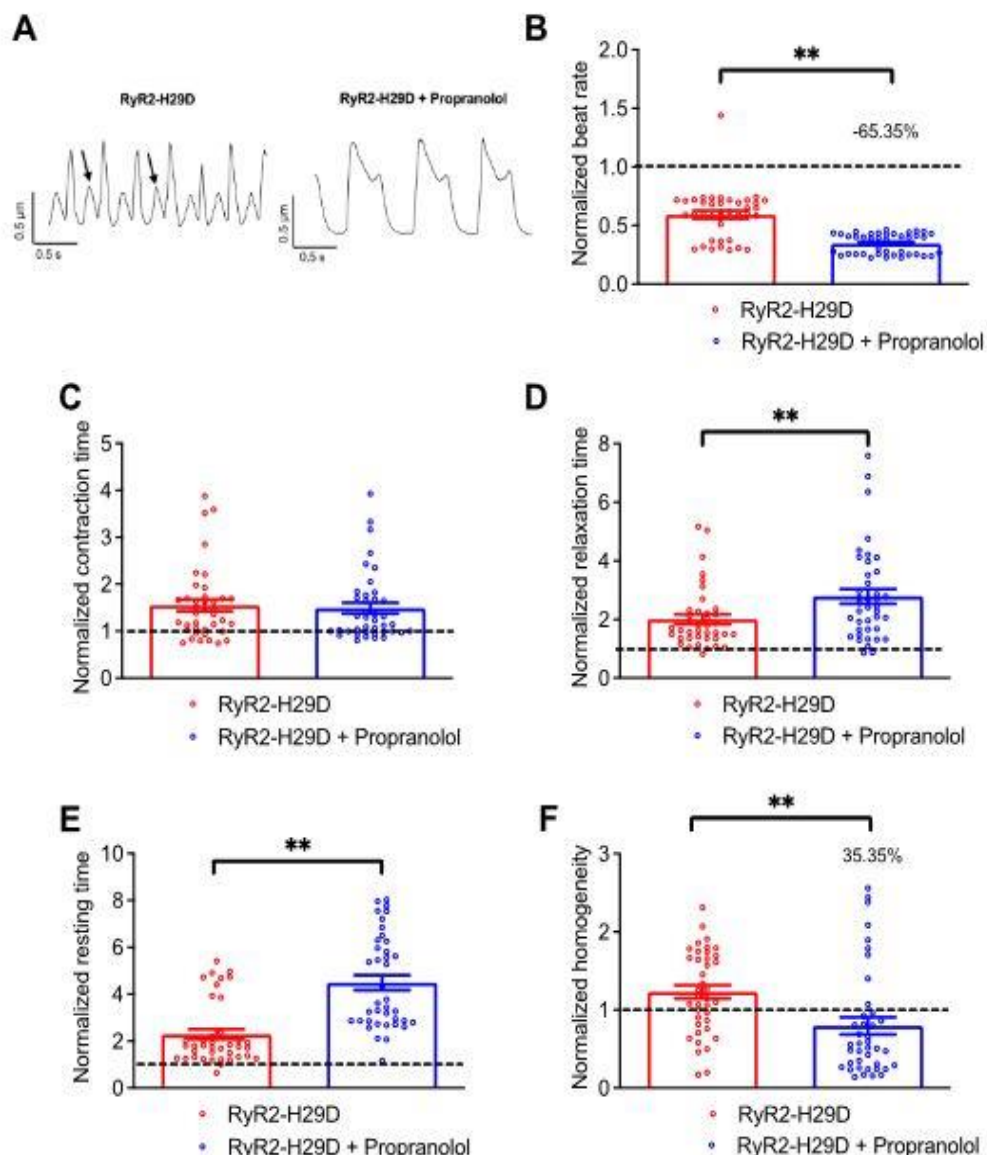 A
RyR2-H29D
RyR2-H29D + Propranolol
0.5 µm
0.5 s
0.5 µm
0.5 s
B
Normalized beat rate
2.0
1.5
1.0
0.5
0.0
**
-65.35%
RyR2-H29D
RyR2-H29D + Propranolol
C
Normalized contraction time
5
4
3
2
1
0
RyR2-H29D
RyR2-H29D + Propranolol
D
Normalized relaxation time
8
6
4
2
0
**
RyR2-H29D
RyR2-H29D + Propranolol
E
Normalized resting time
10
8
6
4
2
0
**
RyR2-H29D
RyR2-H29D + Propranolol
F
Normalized homogeneity
3
2
1
0
**
35.35%
RyR2-H29D
RyR2-H29D + Propranolol